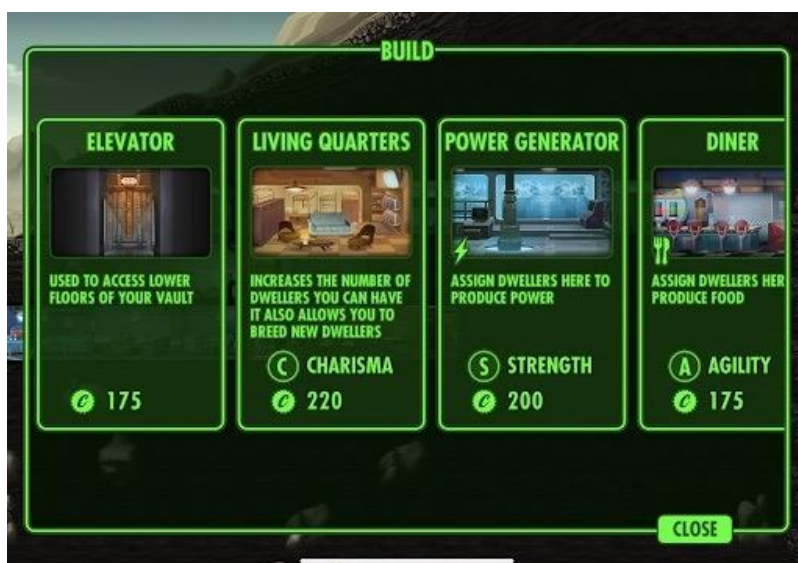 BUILD
ELEVATOR
USED TO ACCESS LOWER
FLOORS OF YOUR VAULT
175
LIVING QUARTERS
INCREASES THE NUMBER OF
DWELLERS YOU CAN HAVE
IT ALSO ALLOWS YOU TO
BREED NEW DWELLERS
C CHARISMA
220
POWER GENERATOR
ASSIGN DWELLERS HERE TO
PRODUCE POWER
S STRENGTH
200
DINER
ASSIGN DWELLERS HER
PRODUCE FOOD
A AGILITY
175
CLOSE